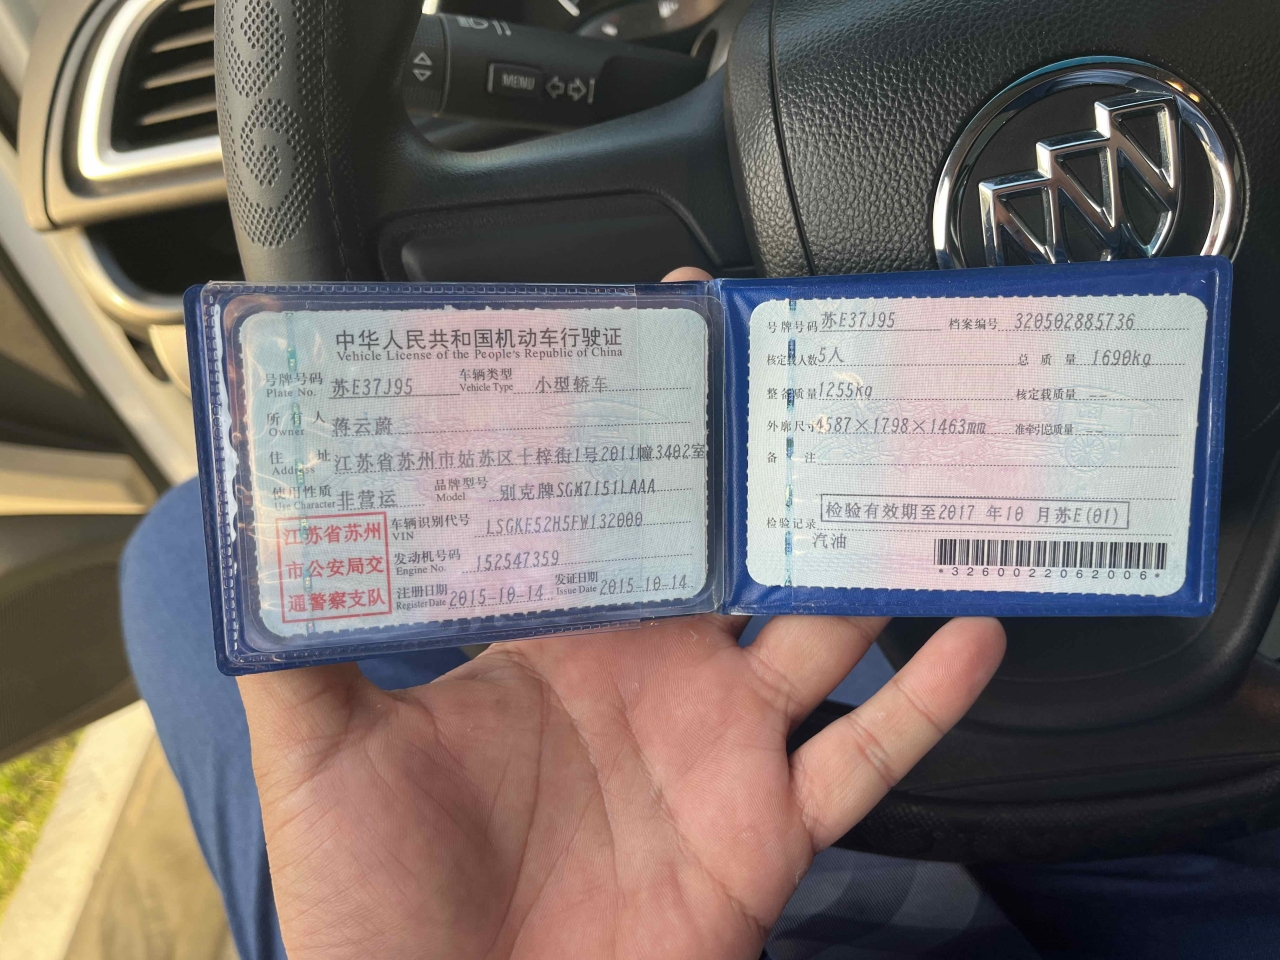 MENU
中华人民共和国机动车行驶证
Vehicle License of the People's Republic of China
号牌号码 苏E37J95 车辆类型 小型轿车
Plate No. Vehicle Type
所有人 蒋云蔚
Owner
住址 江苏省苏州市姑苏区十梓街1号2011幢3402室
Address
使用性质 非营运 品牌型号 别克牌SGM7151LAAA
Use Character Model
江苏省苏州
市公安局交
通警察支队
车辆识别代号 LSGKE52H5FW132000
VIN
发动机号码 152547359
Engine No.
注册日期 2015-10-14 发证日期 2015-10-14
Register Date Issue Date
号牌号码 苏E37J95 档案编号 320502885736
核定载人数 5人 总质量 1690kg
整备质量 1255kg 核定载质量 --
外廓尺寸 4587×1798×1463mm 准牵引总质量 --
备注
检验记录 检验有效期至2017 年10 月苏E(01)
汽油
*3260022062006*